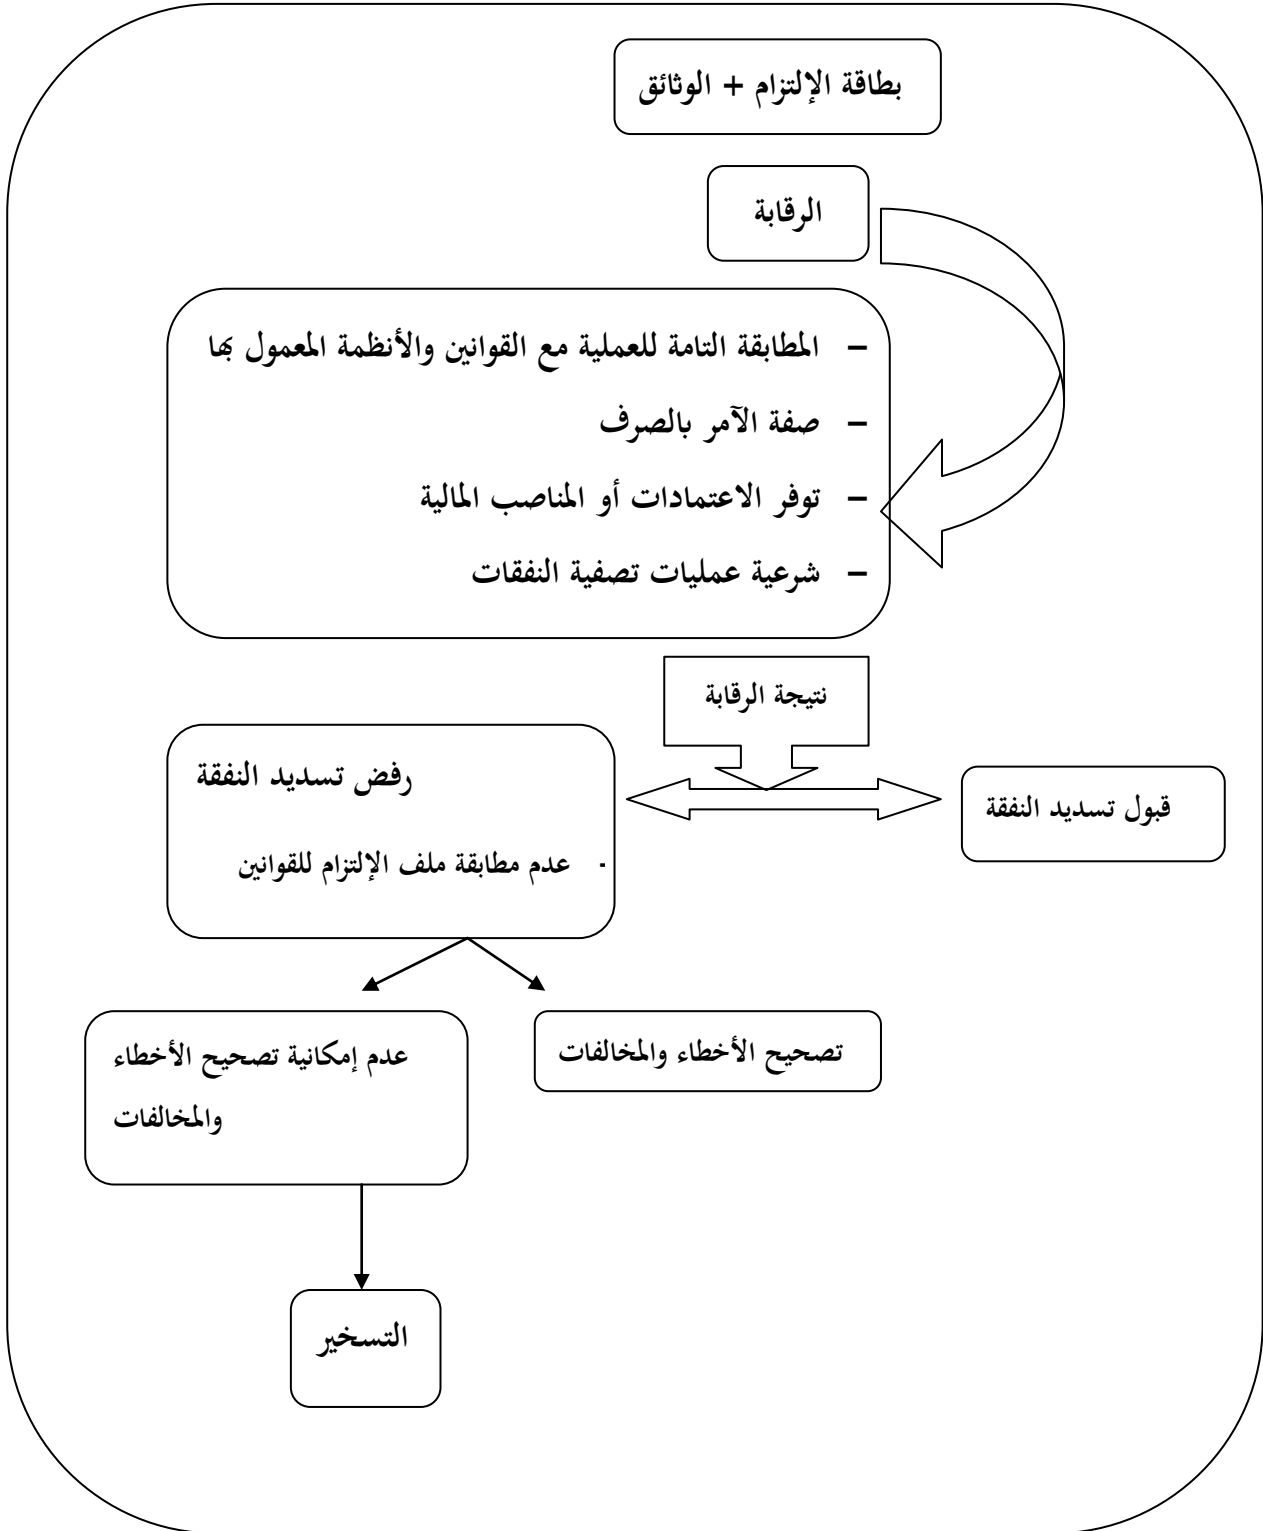 بطاقة الإلتزام + الوثائق
الرقابة
– المطابقة التامة للعملية مع القوانين والأنظمة المعمول بها
– صفة الآمر بالصرف
– توفر الاعتمادات أو المناصب المالية
– شرعية عمليات تصفية النفقات
نتيجة الرقابة
رفض تسديد النفقة
- عدم مطابقة ملف الإلتزام للقوانين
قبول تسديد النفقة
تصحيح الأخطاء والمخالفات
عدم إمكانية تصحيح الأخطاء
والمخالفات
التسخير